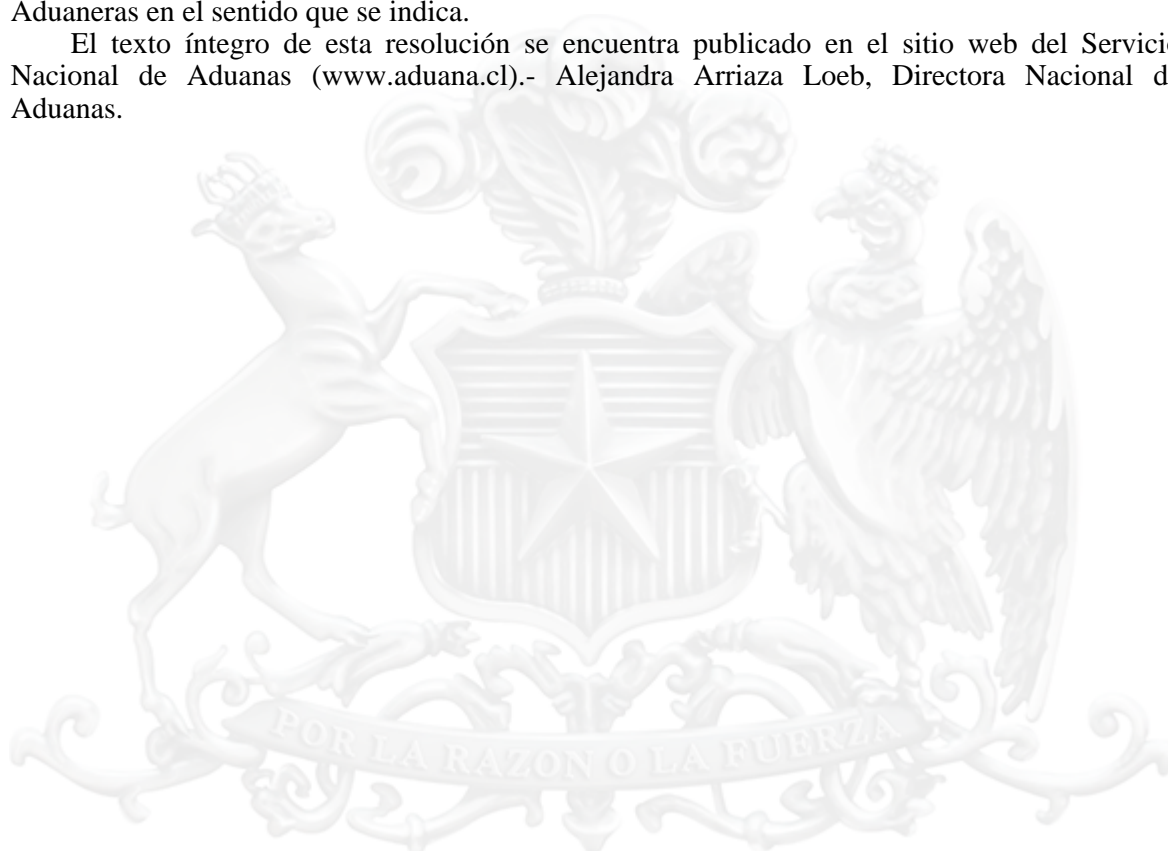 Aduaneras en el sentido que se indica.
El texto íntegro de esta resolución se encuentra publicado en el sitio web del Servici
Nacional de Aduanas (www.aduana.cl).- Alejandra Arriaza Loeb, Directora Nacional d
Aduanas.
POR LA RAZON O LA FUERZA